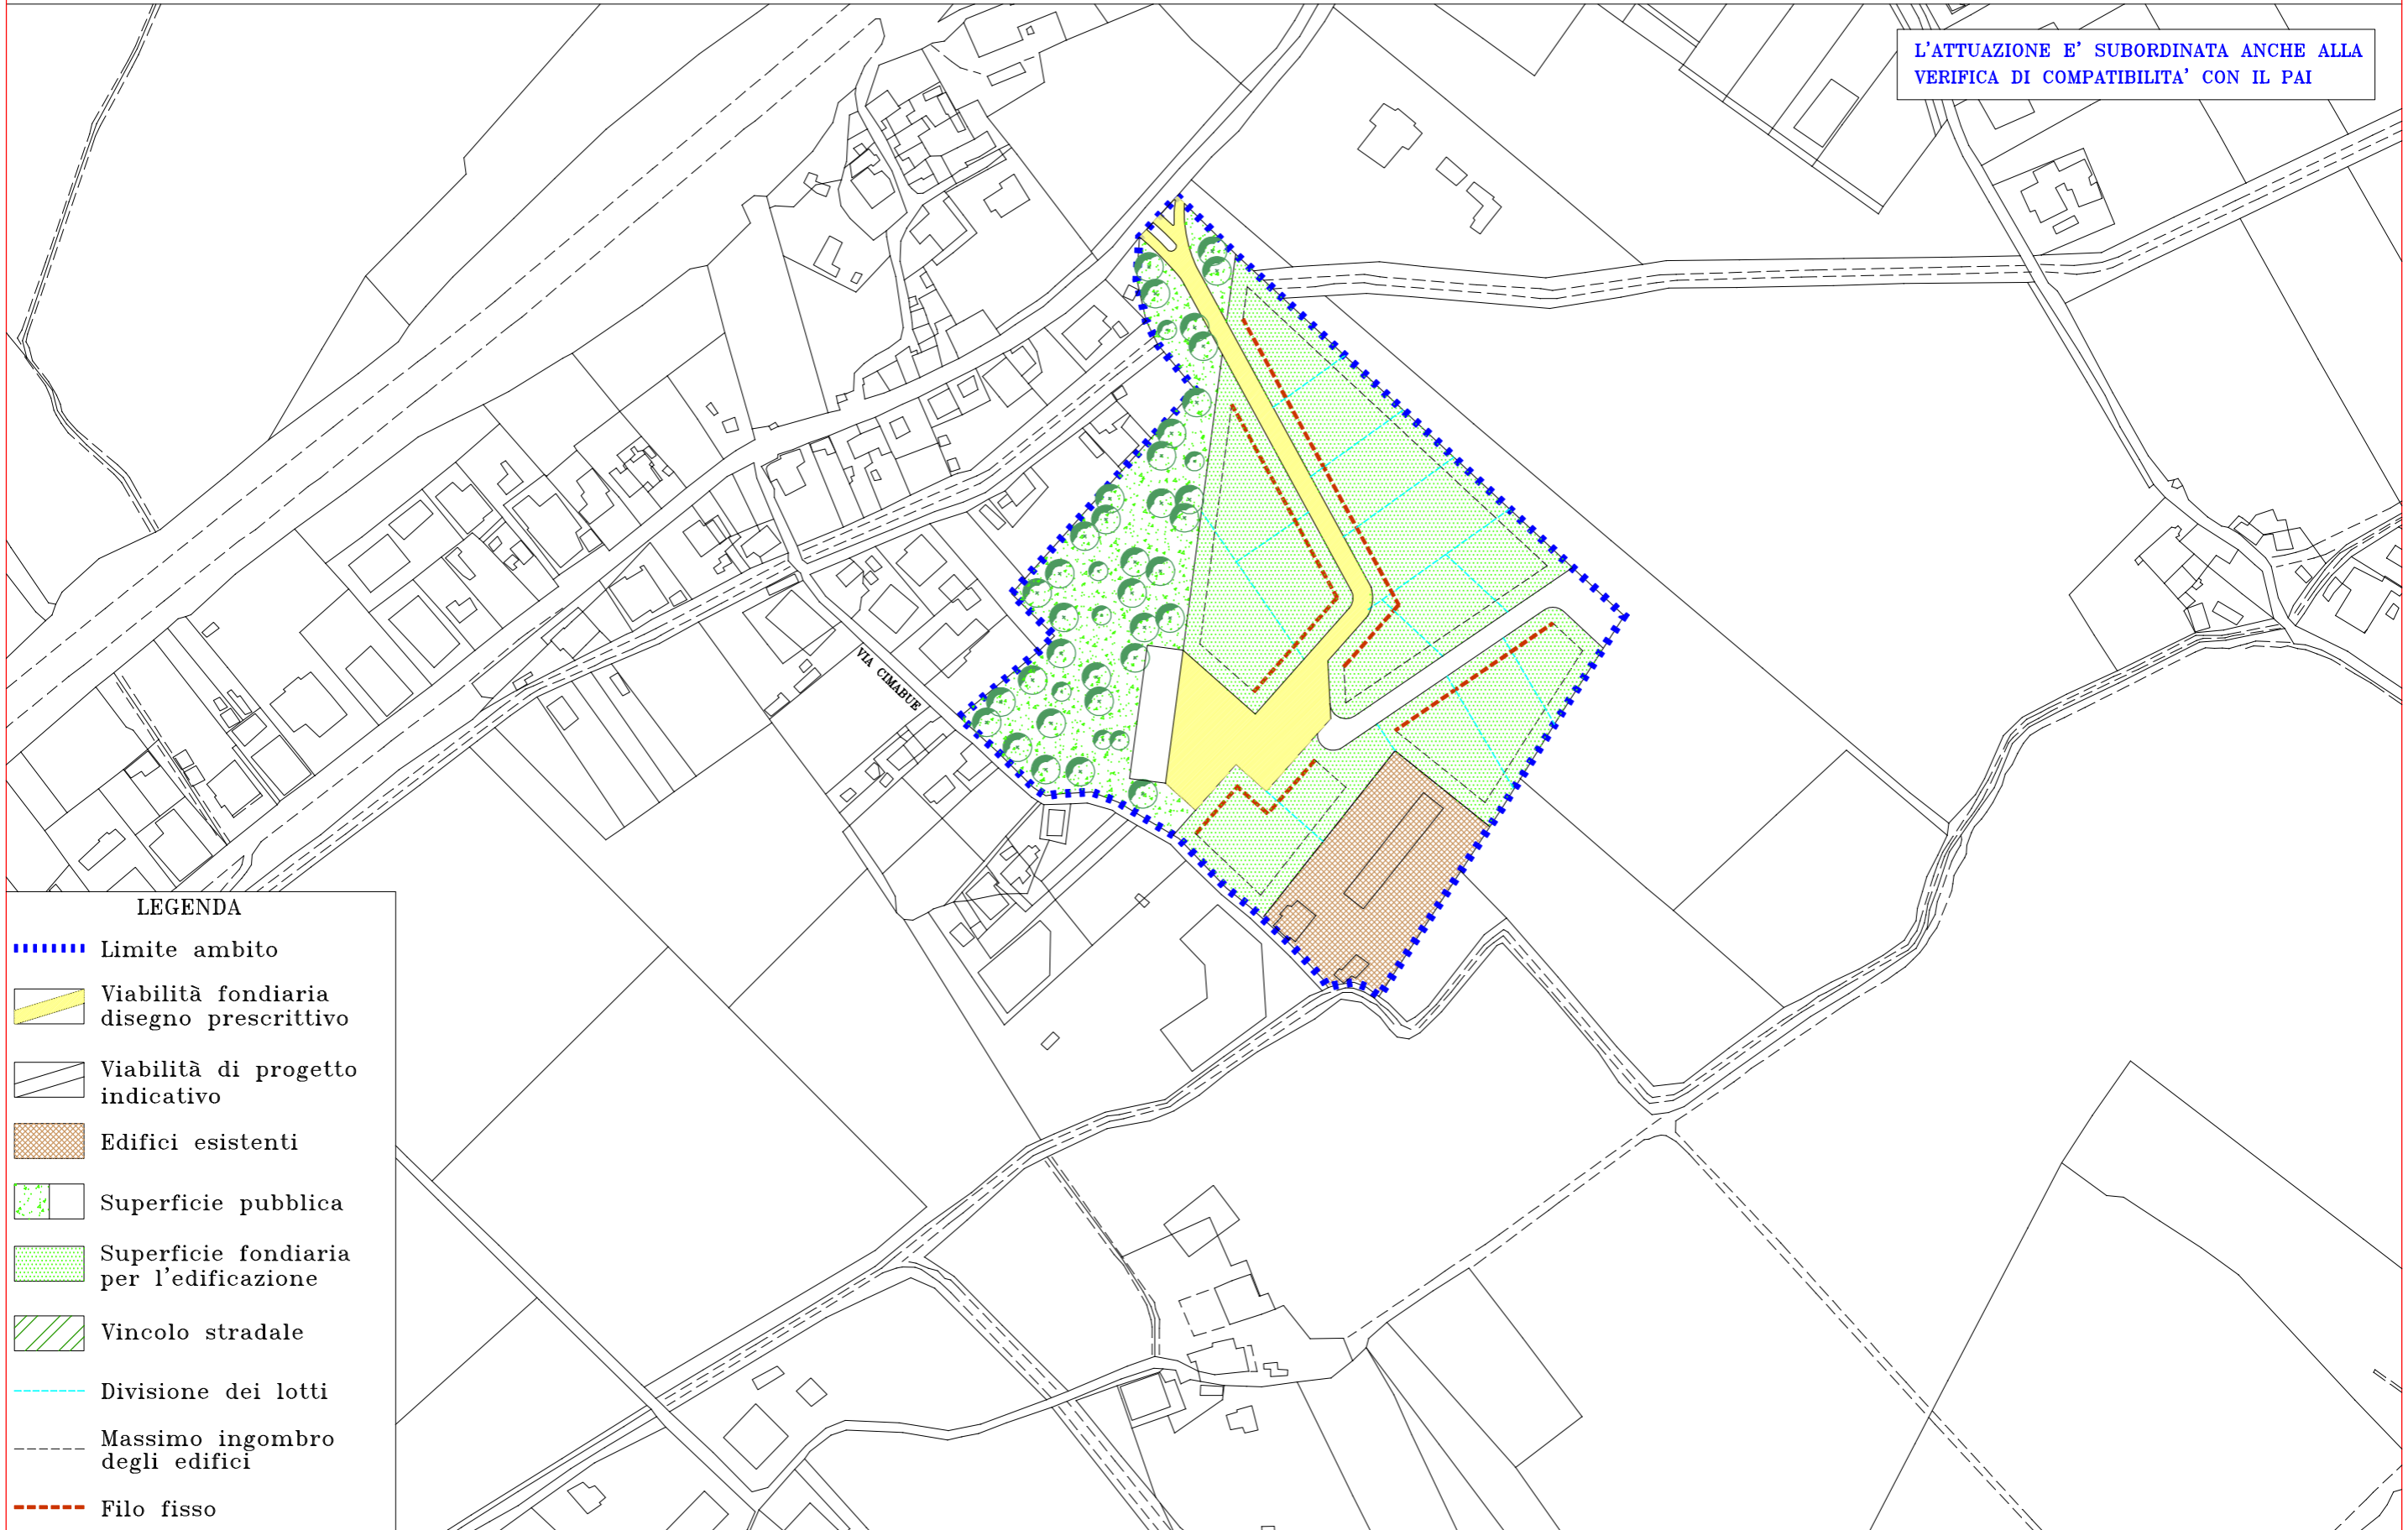 L'ATTUAZIONE E' SUBORDINATA ANCHE ALLA
VERIFICA DI COMPATIBILITA' CON IL PAI
VIA CIMABUE
LEGENDA
Limite ambito
Viabilità fondiaria
disegno prescrittivo
Viabilità di progetto
indicativo
Edifici esistenti
Superficie pubblica
Superficie fondiaria
per l'edificazione
Vincolo stradale
Divisione dei lotti
Massimo ingombro
degli edifici
Filo fisso